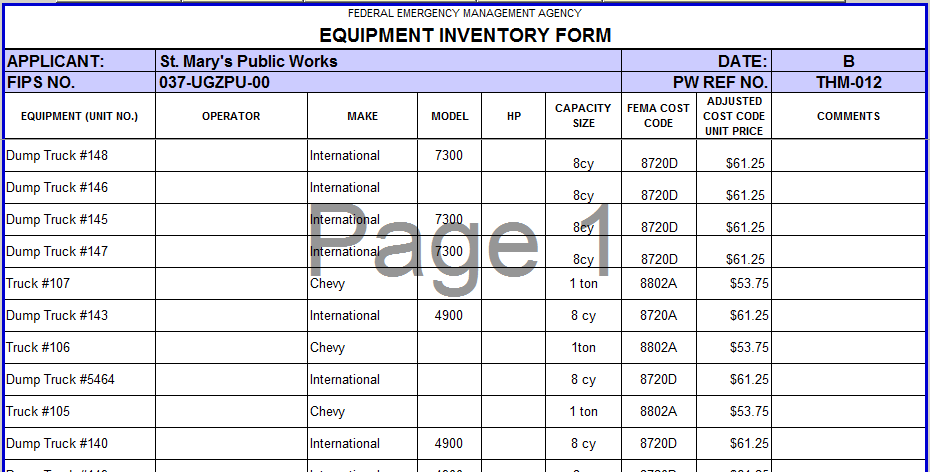 FEDERAL EMERGENCY MANAGEMENT AGENCY
EQUIPMENT INVENTORY FORM
APPLICANT: St. Mary's Public Works DATE: B
FIPS NO. 037-UGZPU-00 PW REF NO. THM-012
EQUIPMENT (UNIT NO.) OPERATOR MAKE MODEL HP CAPACITY SIZE FEMA COST CODE ADJUSTED COST CODE UNIT PRICE COMMENTS
Dump Truck #148 International 7300 8cy 8720D $61.25
Dump Truck #146 International 8cy 8720D $61.25
Dump Truck #145 International 7300 8cy 8720D $61.25
Dump Truck #147 International 7300 8cy 8720D $61.25
Page 1
Truck #107 Chevy 1 ton 8802A $53.75
Dump Truck #143 International 4900 8 cy 8720A $61.25
Truck #106 Chevy 1ton 8802A $53.75
Dump Truck #5464 International 8 cy 8720D $61.25
Truck #105 Chevy 1 ton 8802A $53.75
Dump Truck #140 International 4900 8 cy 8720D $61.25